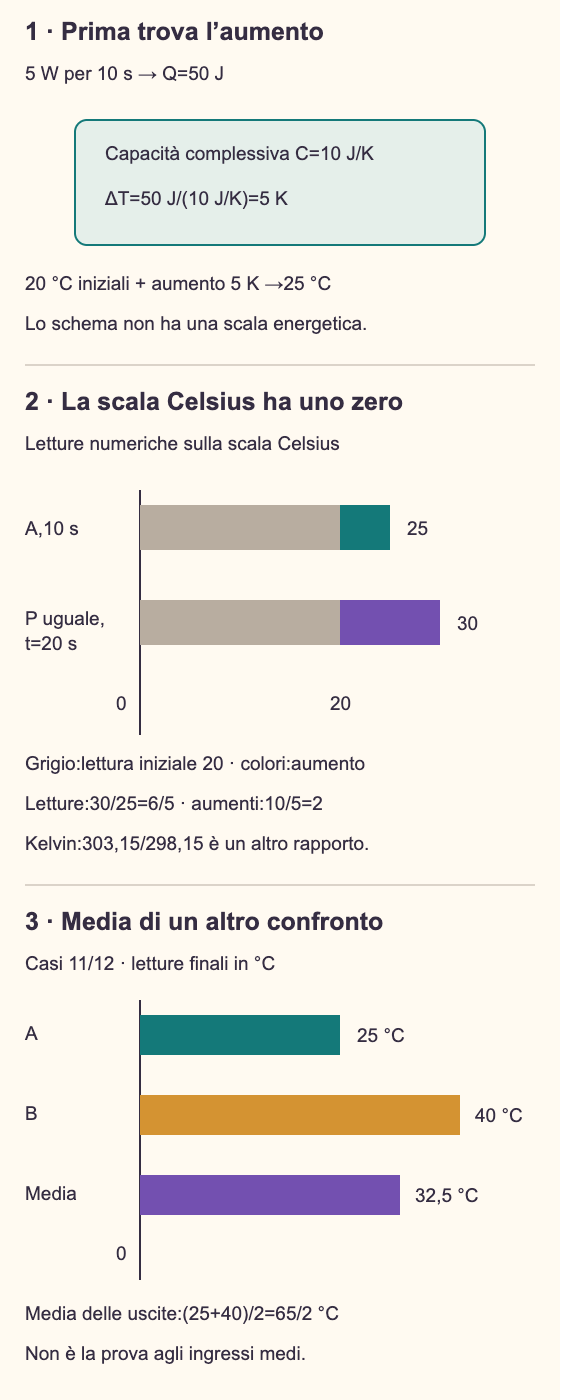 1 · Prima trova l’aumento
5 W per 10 s → Q=50 J
Capacità complessiva C=10 J/K
ΔT=50 J/(10 J/K)=5 K
20 °C iniziali + aumento 5 K →25 °C
Lo schema non ha una scala energetica.
2 · La scala Celsius ha uno zero
Letture numeriche sulla scala Celsius
A,10 s
25
P uguale,
t=20 s
30
0
20
Grigio:lettura iniziale 20 · colori:aumento
Letture:30/25=6/5 · aumenti:10/5=2
Kelvin:303,15/298,15 è un altro rapporto.
3 · Media di un altro confronto
Casi 11/12 · letture finali in °C
A
25 °C
B
40 °C
Media
32,5 °C
0
Media delle uscite:(25+40)/2=65/2 °C
Non è la prova agli ingressi medi.